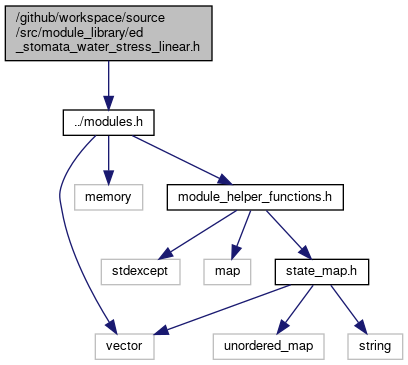 /github/workspace/source
/src/module_library/ed
_stomata_water_stress_linear.h
../modules.h
memory
module_helper_functions.h
stdexcept
map
state_map.h
vector
unordered_map
string